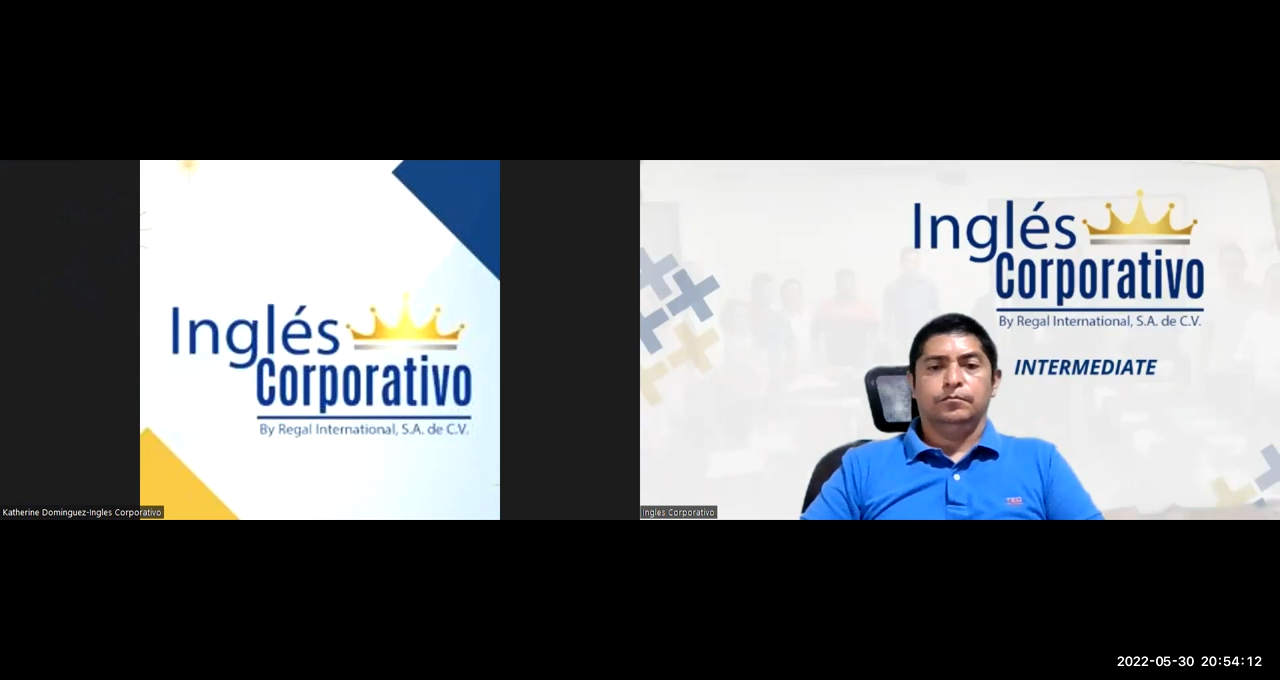 Inglés
Corporativo
By Regal International, S.A. de C.V.
Katherine Dominguez-Ingles Corporativo
Inglés
Corporativo
By Regal International, S.A. de C.V.
INTERMEDIATE
TED
Ingles Corporativo
2022-05-30 20:54:12